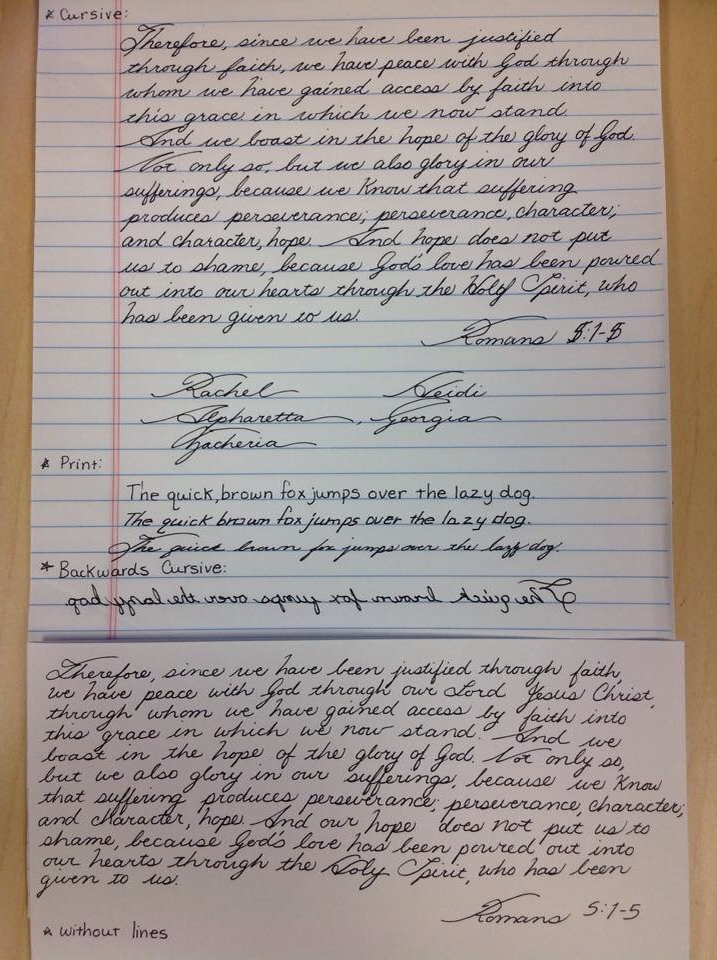 * Cursive:
Therefore, since we have been justified
through faith, we have peace with God through
whom we have gained access by faith into
this grace in which we now stand.
And we boast in the hope of the glory of God.
Not only so, but we also glory in our
sufferings, because we know that suffering
produces perseverance; perseverance, character;
and character, hope. And hope does not put
us to shame, because God's love has been poured
out into our hearts through the Holy Spirit, who
has been given to us.
Romans 5:1-5
Rachel Heidi
Alpharetta, Georgia
Zacheria
* Print:
The quick, brown fox jumps over the lazy dog.
The quick brown fox jumps over the lazy dog.
The quick brown fox jumps over the lazy dog.
* Backwards Cursive:
The quick brown fox jumps over the lazy dog
Therefore, since we have been justified through faith,
we have peace with God through our Lord Jesus Christ,
through whom we have gained access by faith into
this grace in which we now stand. And we
boast in the hope of the glory of God. Not only so,
but we also glory in our sufferings, because we know
that suffering produces perseverance; perseverance, character;
and character, hope. And our hope does not put us to
shame, because God's love has been poured out into
our hearts through the Holy Spirit, who has been
given to us.
Romans 5:1-5
* without lines